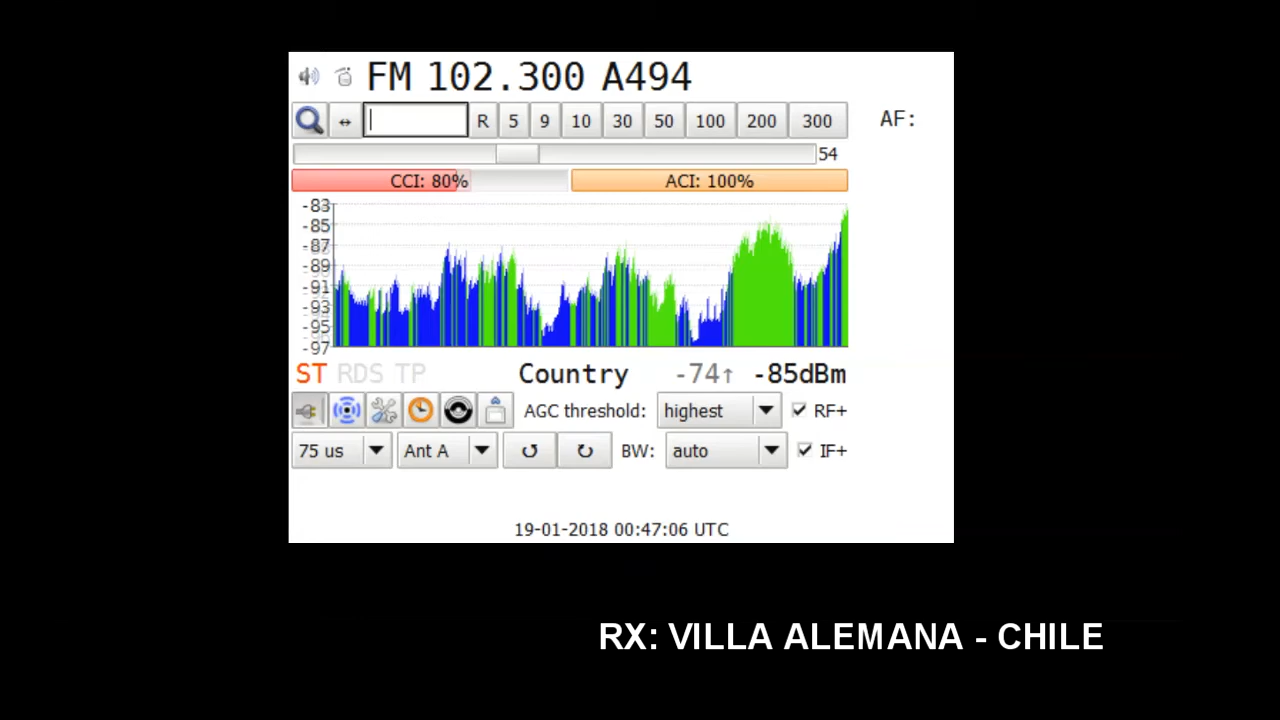 FM 102.300 A494
R 5 9 10 30 50 100 200 300 AF:
54
CCI: 80% ACI: 100%
-83
-85
-87
-89
-91
-93
-95
-97
ST RDS TP Country -74↑ -85dBm
AGC threshold: highest RF+
75 us Ant A ↺ ↻ BW: auto IF+
19-01-2018 00:47:06 UTC
RX: VILLA ALEMANA - CHILE